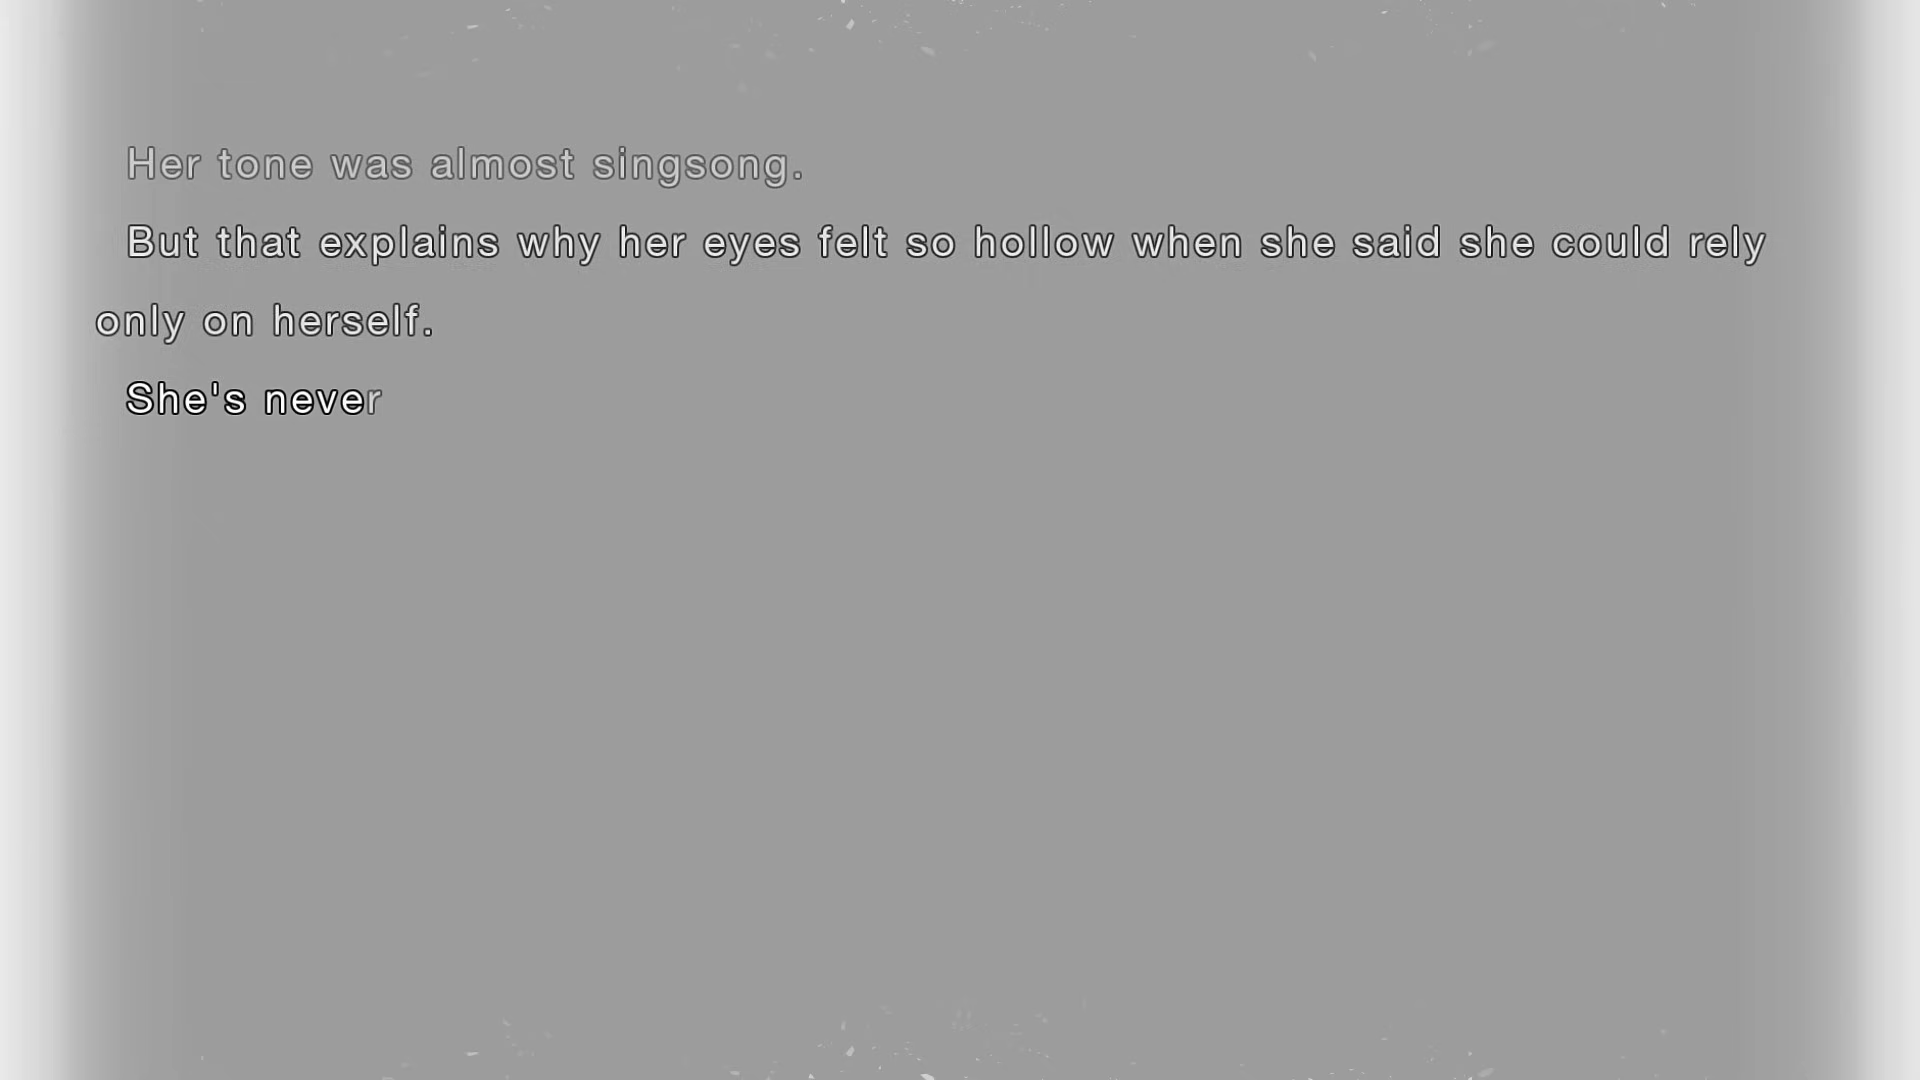 Her tone was almost singsong.
But that explains why her eyes felt so hollow when she said she could rely
only on herself.
She's never